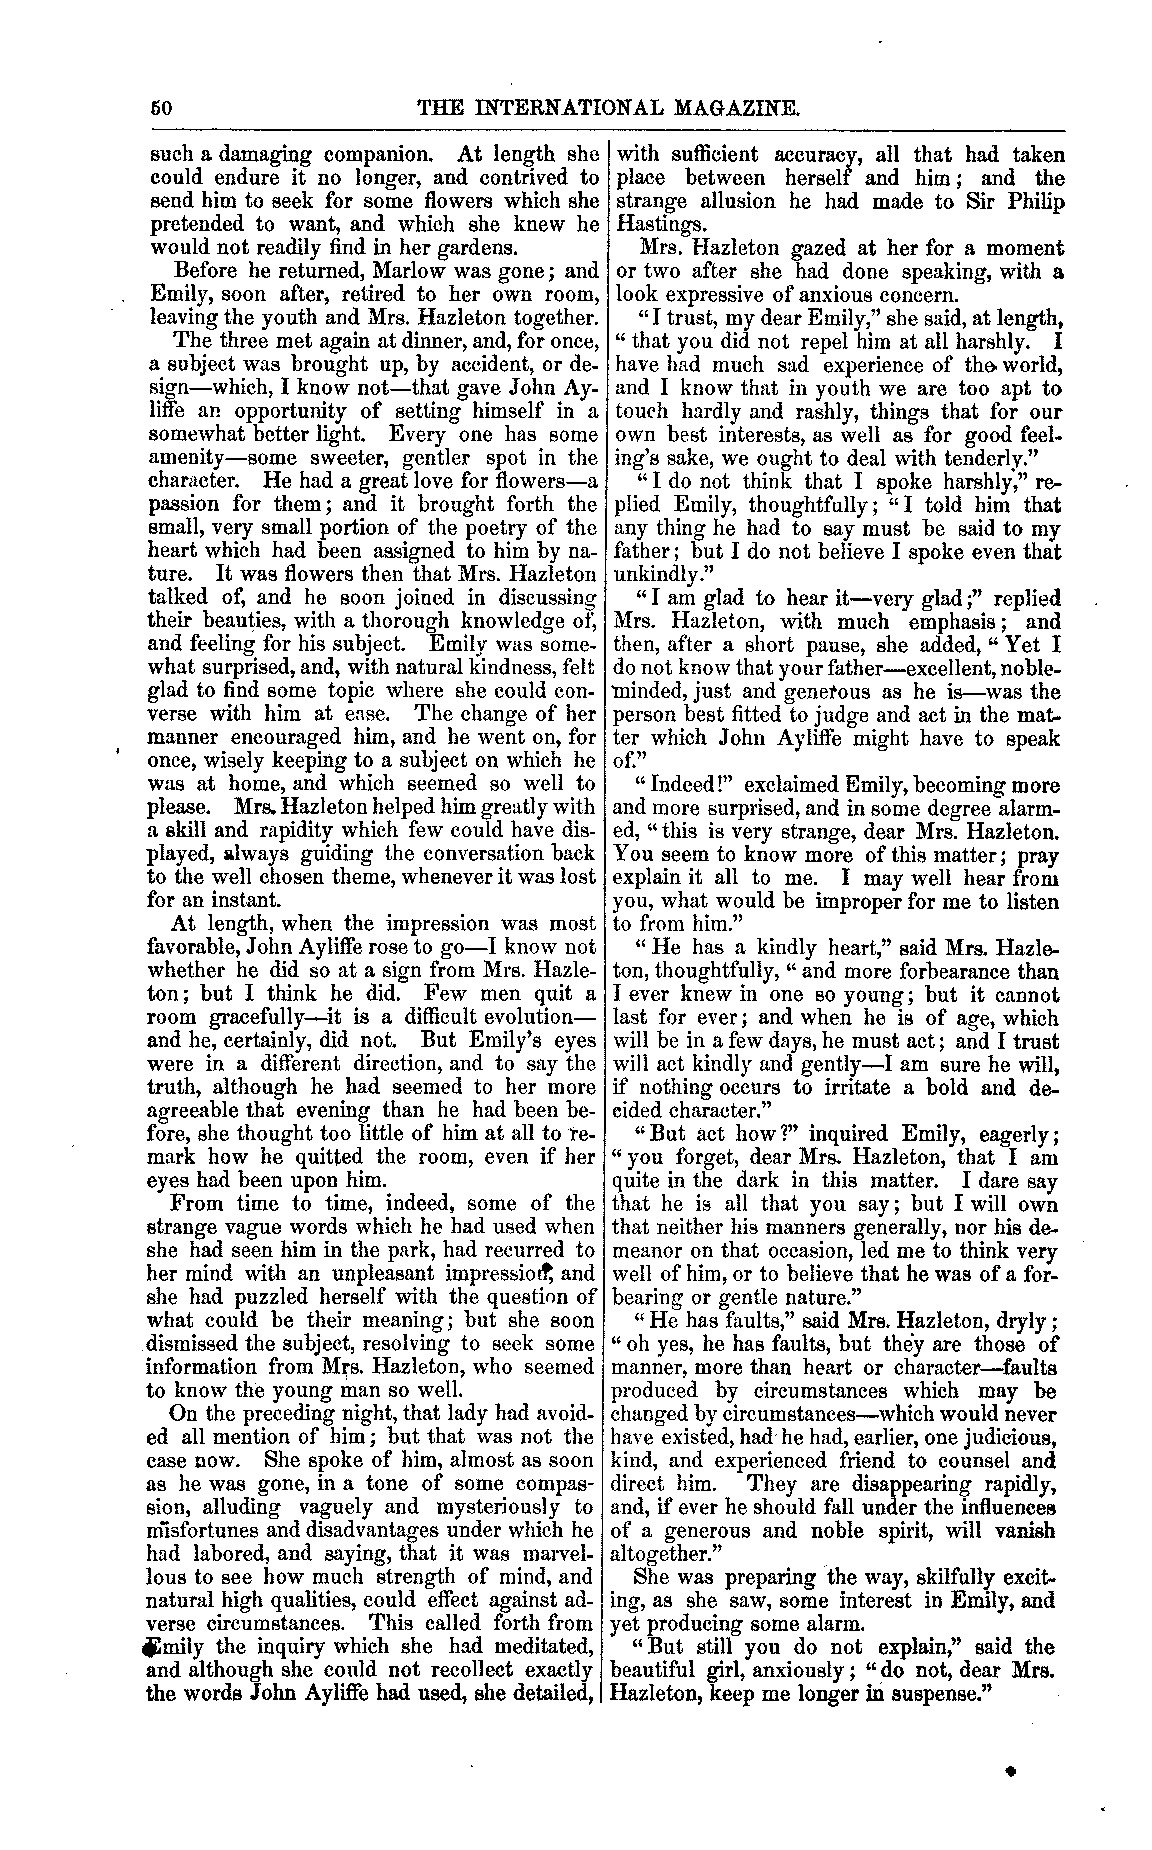 50 THE INTERNATIONAL MAGAZINE.
such a damaging companion. At length she
could endure it no longer, and contrived to
send him to seek for some flowers which she
pretended to want, and which she knew he
would not readily find in her gardens.
Before he returned, Marlow was gone; and
Emily, soon after, retired to her own room,
leaving the youth and Mrs. Hazleton together.
The three met again at dinner, and, for once,
a subject was brought up, by accident, or de-
sign—which, I know not—that gave John Ay-
liffe an opportunity of setting himself in a
somewhat better light. Every one has some
amenity—some sweeter, gentler spot in the
character. He had a great love for flowers—a
passion for them; and it brought forth the
small, very small portion of the poetry of the
heart which had been assigned to him by na-
ture. It was flowers then that Mrs. Hazleton
talked of, and he soon joined in discussing
their beauties, with a thorough knowledge of,
and feeling for his subject. Emily was some-
what surprised, and, with natural kindness, felt
glad to find some topic where she could con-
verse with him at ease. The change of her
manner encouraged him, and he went on, for
once, wisely keeping to a subject on which he
was at home, and which seemed so well to
please. Mrs. Hazleton helped him greatly with
a skill and rapidity which few could have dis-
played, always guiding the conversation back
to the well chosen theme, whenever it was lost
for an instant.
At length, when the impression was most
favorable, John Ayliffe rose to go—I know not
whether he did so at a sign from Mrs. Hazle-
ton; but I think he did. Few men quit a
room gracefully—it is a difficult evolution—
and he, certainly, did not. But Emily's eyes
were in a different direction, and to say the
truth, although he had seemed to her more
agreeable that evening than he had been be-
fore, she thought too little of him at all to re-
mark how he quitted the room, even if her
eyes had been upon him.
From time to time, indeed, some of the
strange vague words which he had used when
she had seen him in the park, had recurred to
her mind with an unpleasant impression, and
she had puzzled herself with the question of
what could be their meaning; but she soon
dismissed the subject, resolving to seek some
information from Mrs. Hazleton, who seemed
to know the young man so well.
On the preceding night, that lady had avoid-
ed all mention of him; but that was not the
case now. She spoke of him, almost as soon
as he was gone, in a tone of some compas-
sion, alluding vaguely and mysteriously to
misfortunes and disadvantages under which he
had labored, and saying, that it was marvel-
lous to see how much strength of mind, and
natural high qualities, could effect against ad-
verse circumstances. This called forth from
Emily the inquiry which she had meditated,
and although she could not recollect exactly
the words John Ayliffe had used, she detailed,
with sufficient accuracy, all that had taken
place between herself and him; and the
strange allusion he had made to Sir Philip
Hastings.
Mrs. Hazleton gazed at her for a moment
or two after she had done speaking, with a
look expressive of anxious concern.
"I trust, my dear Emily," she said, at length,
"that you did not repel him at all harshly. I
have had much sad experience of the world,
and I know that in youth we are too apt to
touch hardly and rashly, things that for our
own best interests, as well as for good feel-
ing's sake, we ought to deal with tenderly."
"I do not think that I spoke harshly," re-
plied Emily, thoughtfully; "I told him that
any thing he had to say must be said to my
father; but I do not believe I spoke even that
unkindly."
"I am glad to hear it—very glad;" replied
Mrs. Hazleton, with much emphasis; and
then, after a short pause, she added, "Yet I
do not know that your father—excellent, noble-
minded, just and generous as he is—was the
person best fitted to judge and act in the mat-
ter which John Ayliffe might have to speak
of."
"Indeed!" exclaimed Emily, becoming more
and more surprised, and in some degree alarm-
ed, "this is very strange, dear Mrs. Hazleton.
You seem to know more of this matter; pray
explain it all to me. I may well hear from
you, what would be improper for me to listen
to from him."
"He has a kindly heart," said Mrs. Hazle-
ton, thoughtfully, "and more forbearance than
I ever knew in one so young; but it cannot
last for ever; and when he is of age, which
will be in a few days, he must act; and I trust
will act kindly and gently—I am sure he will,
if nothing occurs to irritate a bold and de-
cided character."
"But act how?" inquired Emily, eagerly;
"you forget, dear Mrs. Hazleton, that I am
quite in the dark in this matter. I dare say
that he is all that you say; but I will own
that neither his manners generally, nor his de-
meanor on that occasion, led me to think very
well of him, or to believe that he was of a for-
bearing or gentle nature."
"He has faults," said Mrs. Hazleton, dryly;
"oh yes, he has faults, but they are those of
manner, more than heart or character—faults
produced by circumstances which may be
changed by circumstances—which would never
have existed, had he had, earlier, one judicious,
kind, and experienced friend to counsel and
direct him. They are disappearing rapidly,
and, if ever he should fall under the influences
of a generous and noble spirit, will vanish
altogether."
She was preparing the way, skilfully excit-
ing, as she saw, some interest in Emily, and
yet producing some alarm.
"But still you do not explain," said the
beautiful girl, anxiously; "do not, dear Mrs.
Hazleton, keep me longer in suspense."